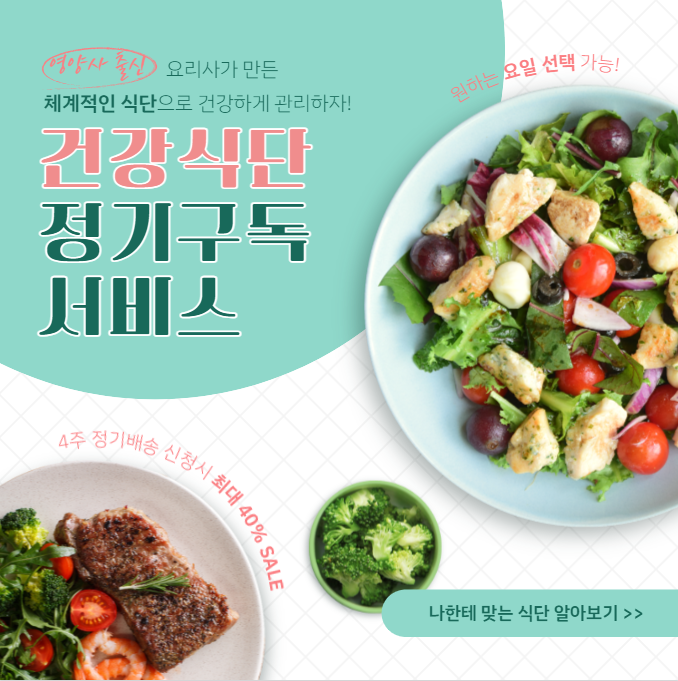 영양사 출신 요리사가 만든
체계적인 식단으로 건강하게 관리하자!
건강식단
정기구독
서비스
원하는 요일 선택 가능!
4주 정기배송 신청시 최대 40% SALE
나한테 맞는 식단 알아보기 >>